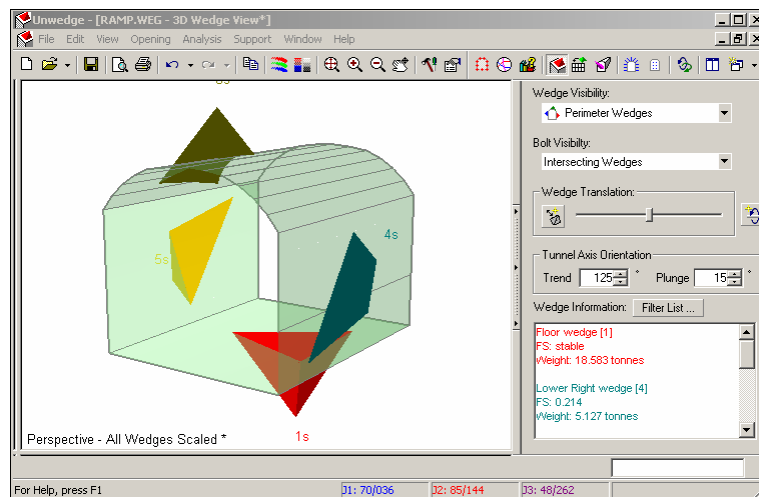 Unwedge - [RAMP.WEG - 3D Wedge View*]
File Edit View Opening Analysis Support Window Help
Wedge Visibility:
Perimeter Wedges
Bolt Visibilty:
Intersecting Wedges
Wedge Translation:
Tunnel Axis Orientation
Trend 125 ° Plunge 15 °
Wedge Information: Filter List ...
Floor wedge [1]
FS: stable
Weight: 18.583 tonnes
Lower Right wedge [4]
FS: 0.214
Weight: 5.127 tonnes
4s
5s
1s
Perspective - All Wedges Scaled *
For Help, press F1
J1: 70/036 J2: 85/144 J3: 48/262